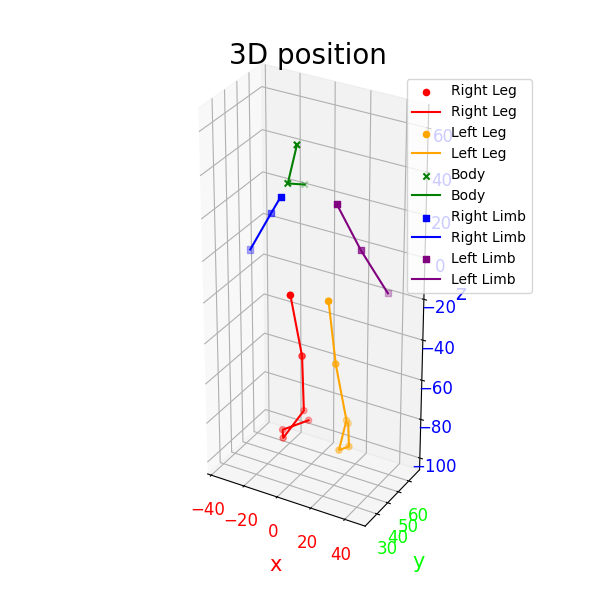 3D position
Right Leg
Right Leg
Left Leg
Left Leg
Body
Body
Right Limb
Right Limb
Left Limb
Left Limb
60
40
20
0
z
−20
−40
−60
−80
−100
−40
−20
0
20
40
x
30
40
50
60
y